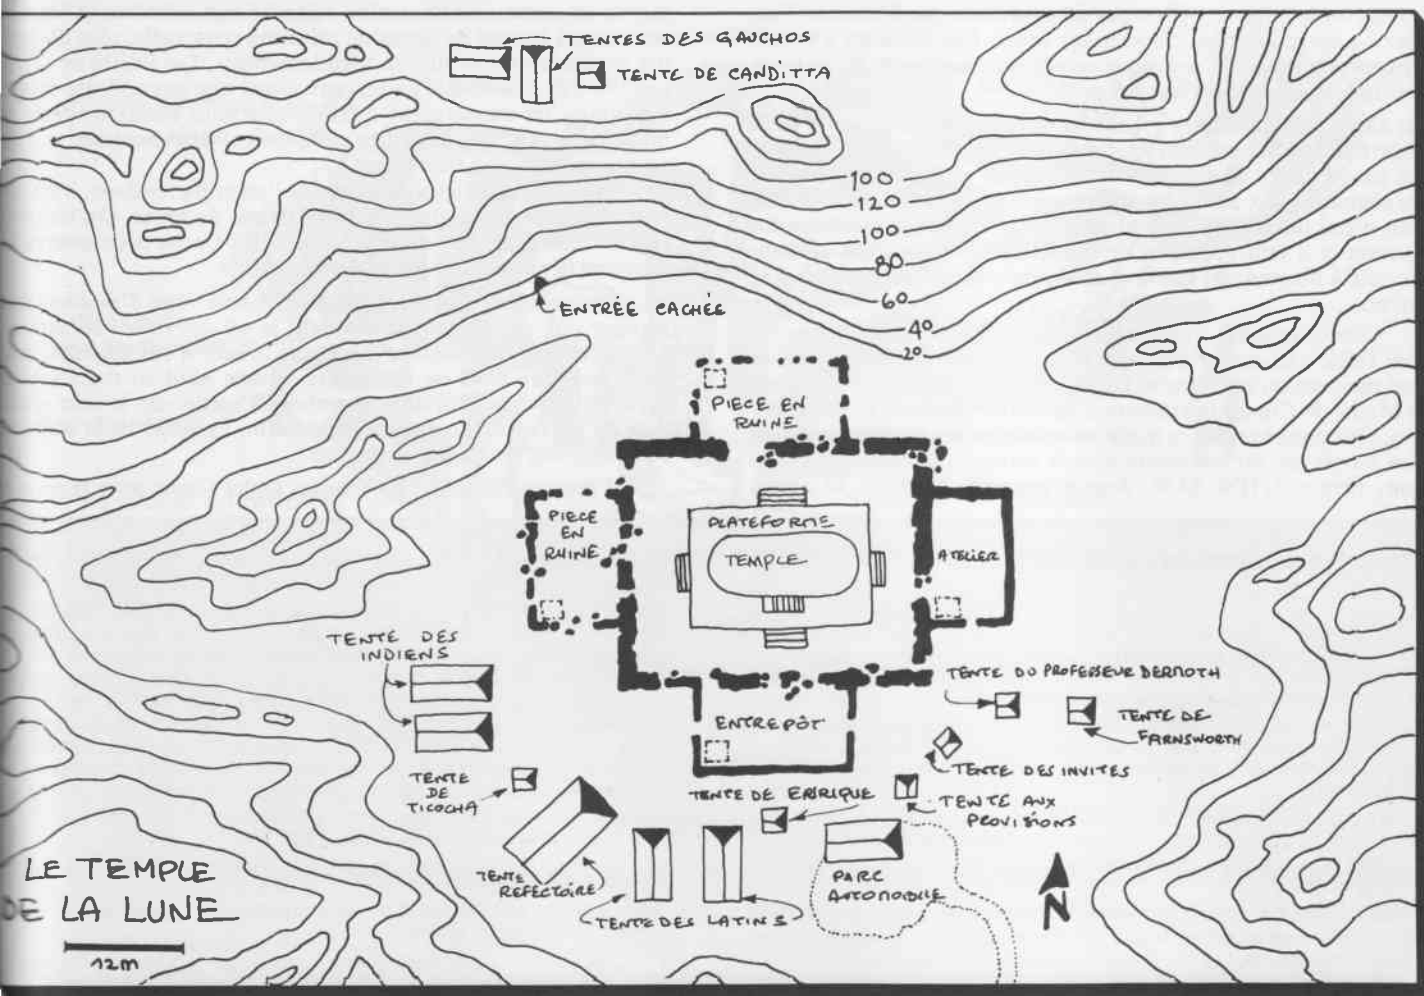 TENTES DES GAUCHOS
TENTE DE CANDITTA
100
120
100
80
60
40
20
ENTRÉE CACHÉE
PIECE EN
RUINE
PIECE
EN
RUINE
PLATEFORME
TEMPLE
ATELIER
TENTE DES
INDIENS
TENTE DU PROFESSEUR DERMOTH
TENTE DE
FARNSWORTH
ENTREPÔT
TENTE DES INVITES
TENTE
DE
TICOCHA
TENTE DE ENRIQUE
TENTE AUX
PROVISIONS
TENTE
REFECTOIRE
PARC
AUTOMOBILE
TENTE DES LATINS
LE TEMPLE
DE LA LUNE
12m
N